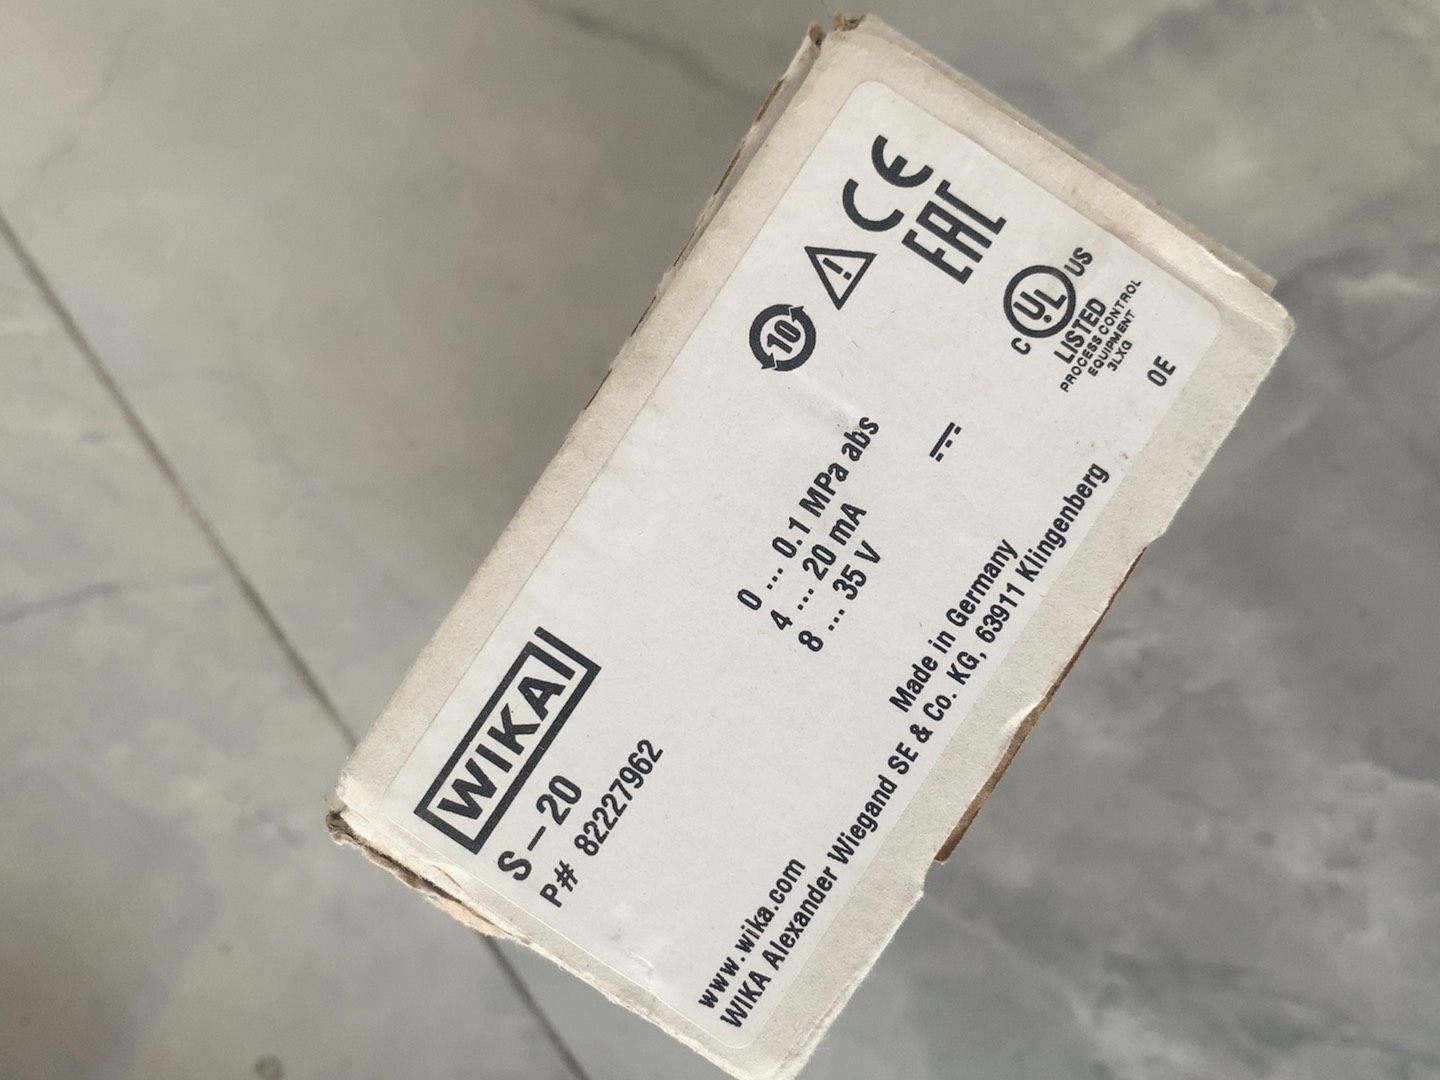 WIKA
S-20
P# 82227962
0 ... 0.1 MPa abs
4 ... 20 mA
8 ... 35 V
10
CE
EAC
C UL US
LISTED
PROCESS CONTROL
EQUIPMENT
3LXG
Made in Germany
0E
www.wika.com
WIKA Alexander Wiegand SE & Co. KG, 63911 Klingenberg